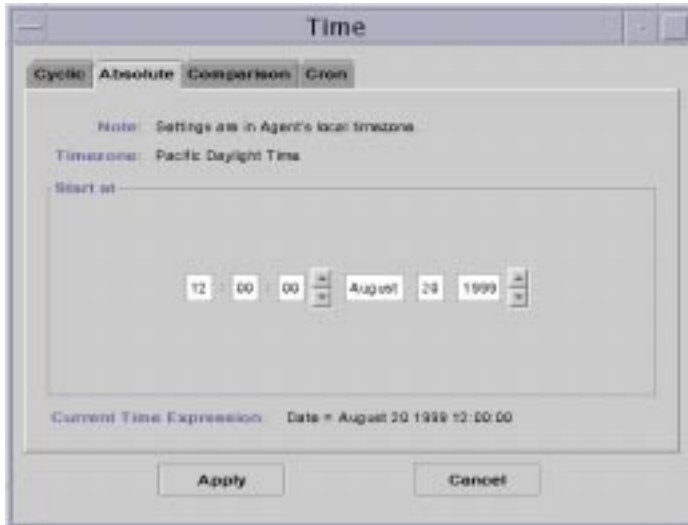 Time
Cyclic Absolute Comparison Cron
Note: Settings are in Agent's local timezone.
Timezone: Pacific Daylight Time
Start at
12 : 00 : 00 August 20 1999
Current Time Expression: Date = August 20 1999 12:00:00
Apply Cancel